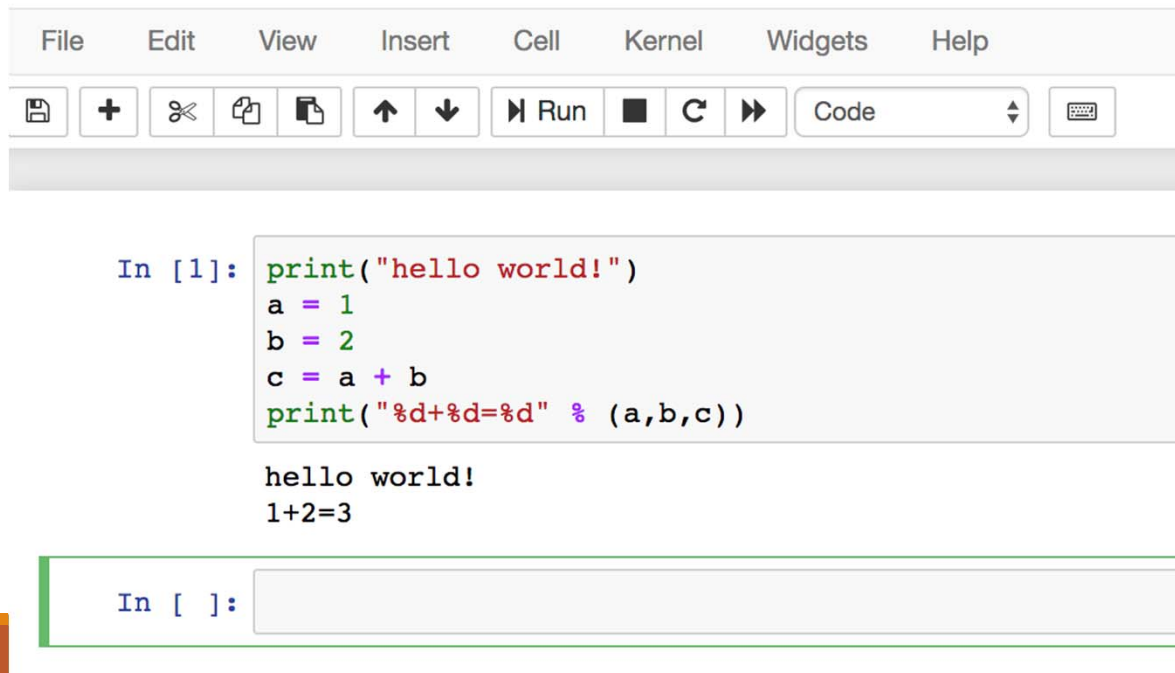 File Edit View Insert Cell Kernel Widgets Help
Run Code
In [1]: print("hello world!")
a = 1
b = 2
c = a + b
print("%d+%d=%d" % (a,b,c))
hello world!
1+2=3
In [ ]: